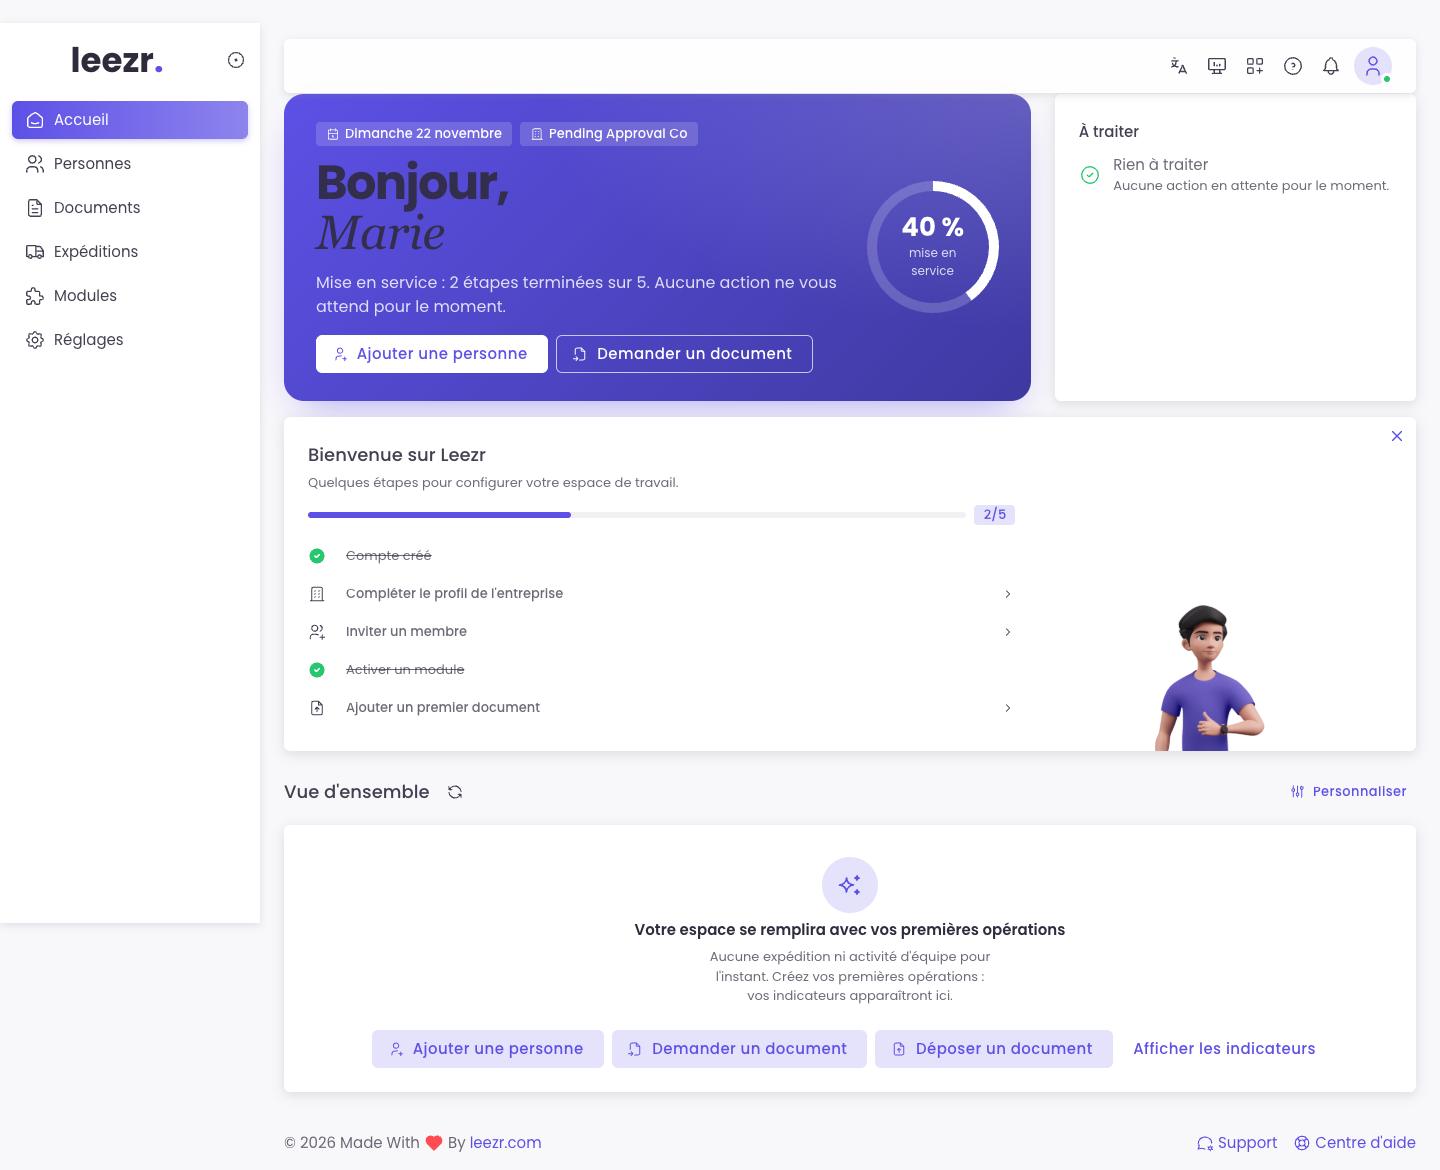 leezr.
Accueil
Personnes
Documents
Expéditions
Modules
Réglages
Dimanche 22 novembre
Pending Approval Co
Bonjour,
Marie
Mise en service : 2 étapes terminées sur 5. Aucune action ne vous
attend pour le moment.
Ajouter une personne
Demander un document
40 %
mise en
service
À traiter
Rien à traiter
Aucune action en attente pour le moment.
Bienvenue sur Leezr
Quelques étapes pour configurer votre espace de travail.
2/5
Compte créé
Compléter le profil de l'entreprise
Inviter un membre
Activer un module
Ajouter un premier document
Vue d'ensemble
Personnaliser
Votre espace se remplira avec vos premières opérations
Aucune expédition ni activité d'équipe pour
l'instant. Créez vos premières opérations :
vos indicateurs apparaîtront ici.
Ajouter une personne
Demander un document
Déposer un document
Afficher les indicateurs
© 2026 Made With ❤ By leezr.com
Support
Centre d'aide